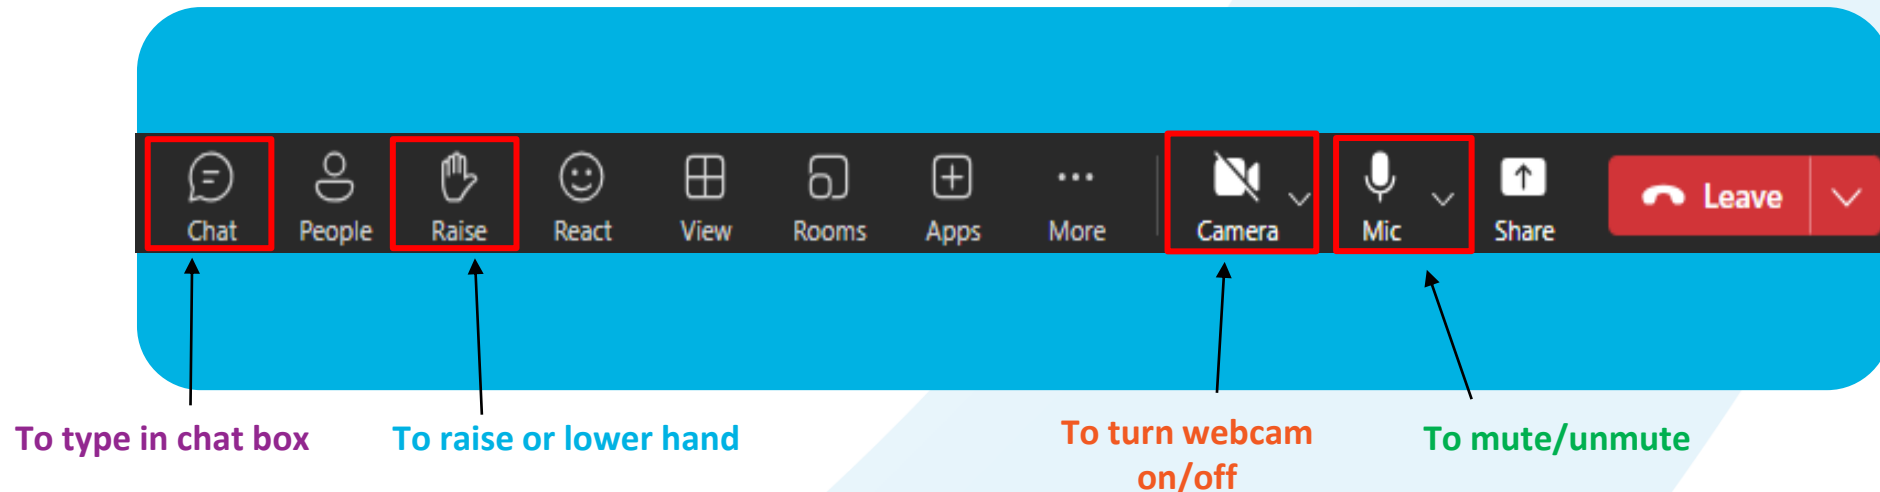 Chat People Raise React View Rooms Apps More Camera Mic Share Leave
To type in chat box
To raise or lower hand
To turn webcam
on/off
To mute/unmute